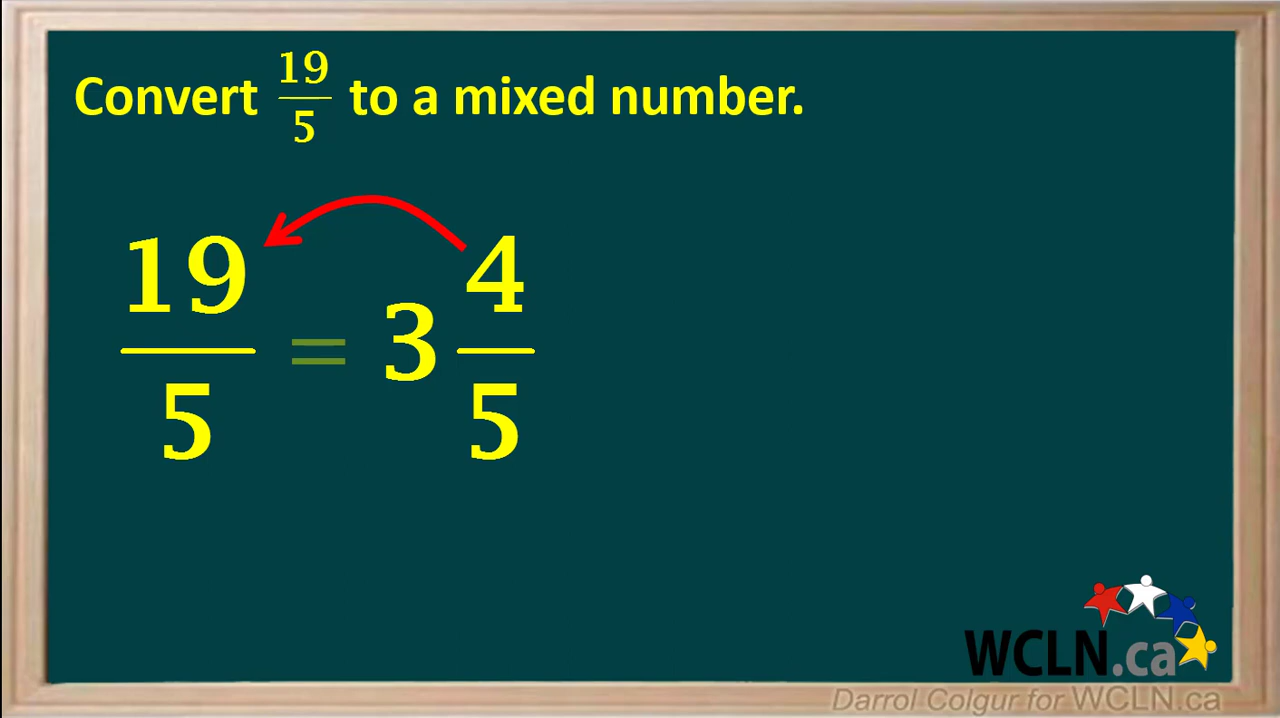 Convert 19/5 to a mixed number.
19/5 = 3 4/5
WCLN.ca
Darrol Colgur for WCLN.ca